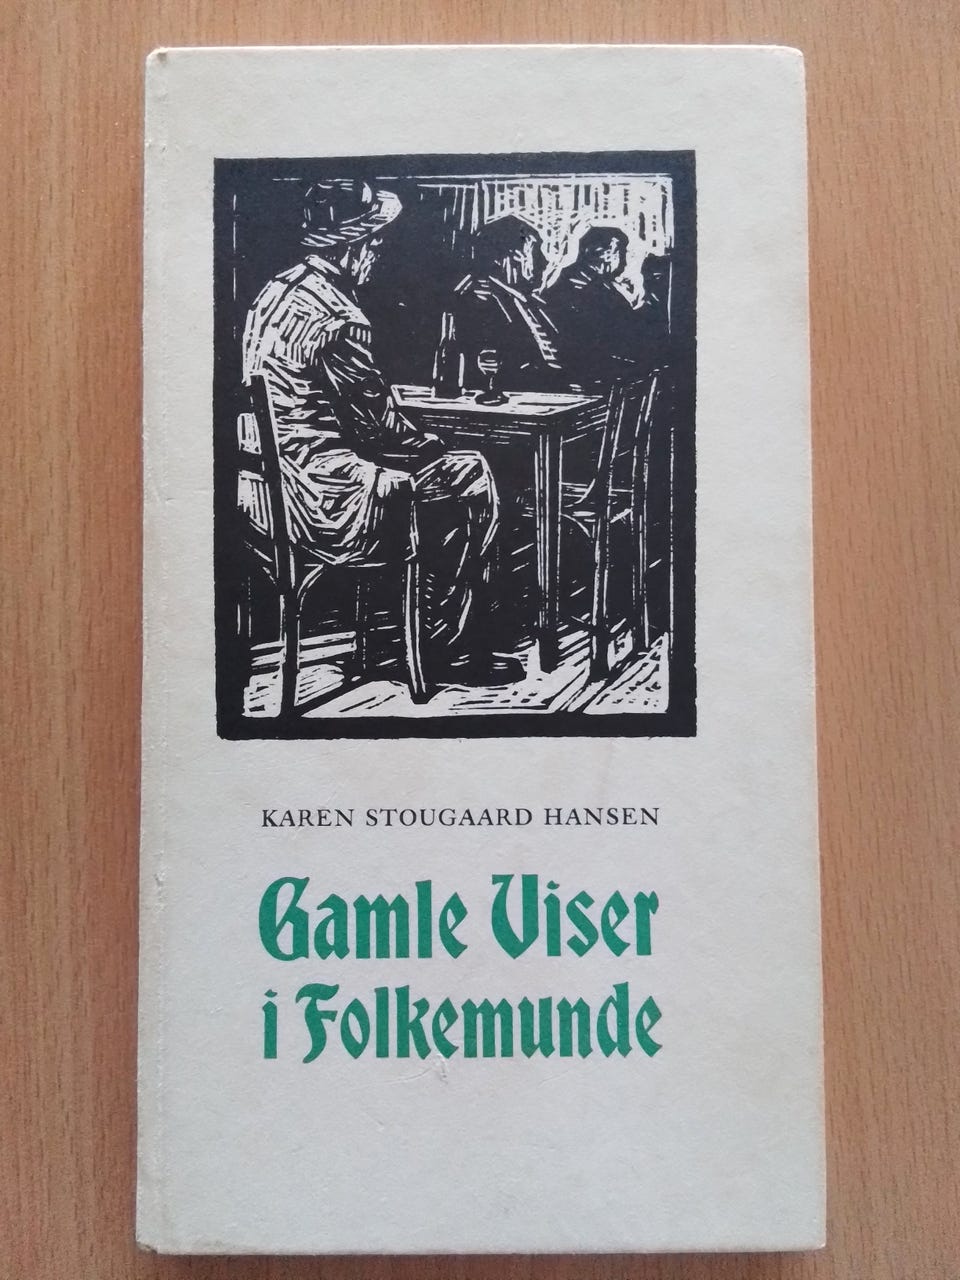 KAREN STOUGAARD HANSEN
Gamle Viser
i Folkemunde